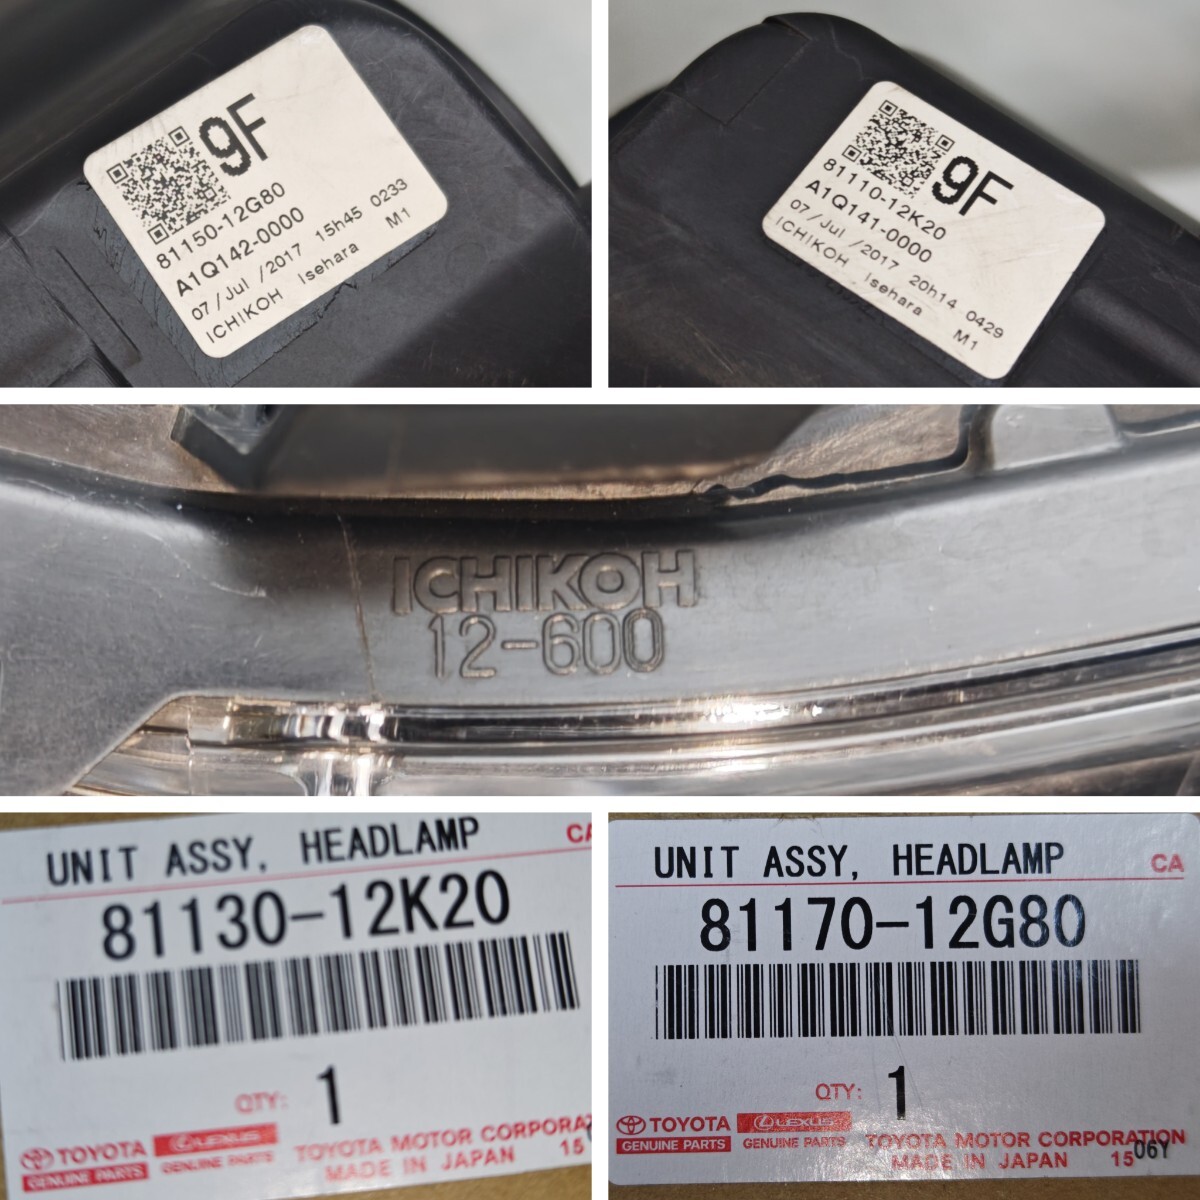 9F
81150-12G80
A1Q142-0000
07/Jul /2017 15h45 0233
ICHIKOH Isehara M1
9F
81110-12K20
A1Q141-0000
07/Jul /2017 20h14 0429
ICHIKOH Isehara M1
ICHIKOH
12-600
UNIT ASSY, HEADLAMP CA
81130-12K20
QTY: 1
TOYOTA LEXUS
GENUINE PARTS GENUINE PARTS
TOYOTA MOTOR CORPORA
MADE IN JAPAN 15
UNIT ASSY, HEADLAMP CA
81170-12G80
QTY: 1
TOYOTA LEXUS
GENUINE PARTS GENUINE PARTS
TOYOTA MOTOR CORPORATION
MADE IN JAPAN 15 06Y